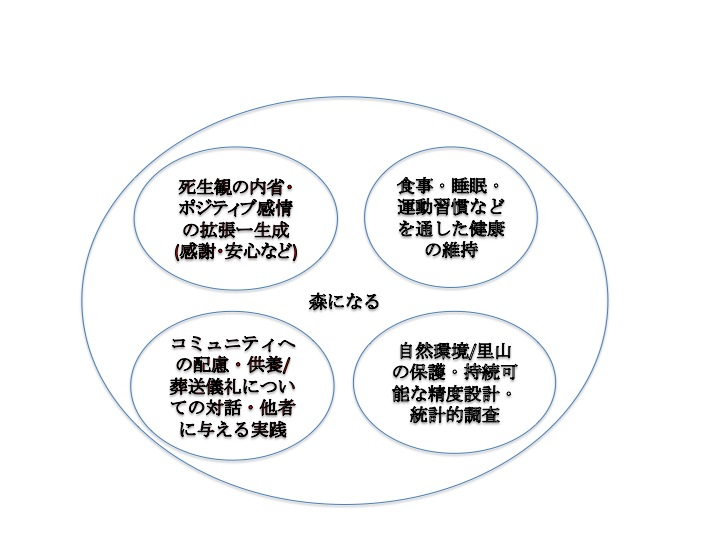 死生観の内省・
ポジティブ感情
の拡張ー生成
(感謝・安心など)
食事。睡眠。
運動習慣など
を通した健康
の維持
森になる
コミュニティへ
の配慮・供養/
葬送儀礼につい
ての対話・他者
に与える実践
自然環境/里山
の保護。持続可
能な精度設計。
統計的調査